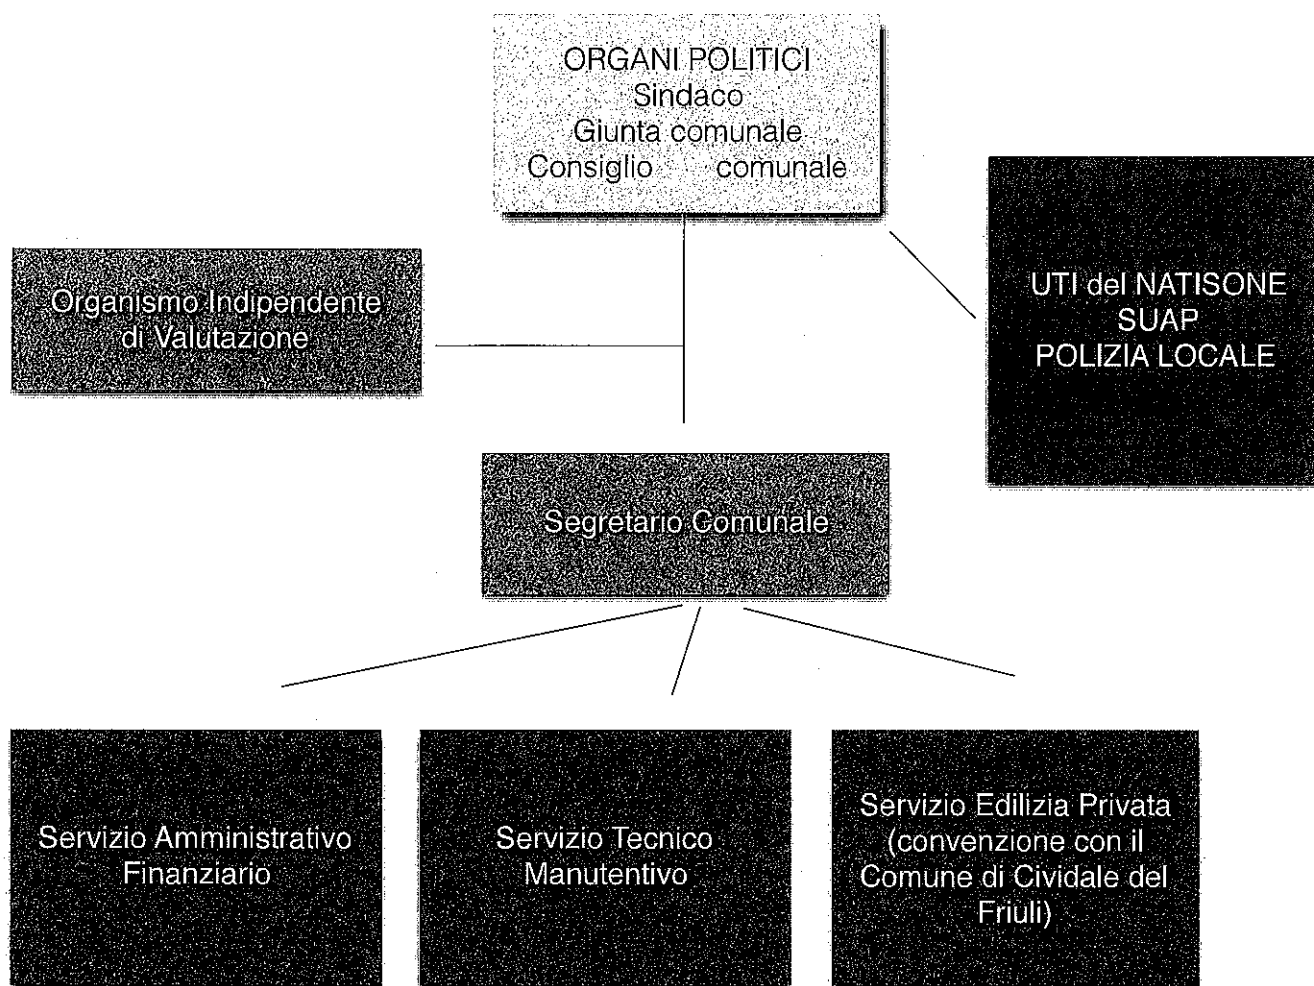 ORGANI POLITICI
Sindaco
Giunta comunale
Consiglio comunale
Organismo Indipendente
di Valutazione
UTI del NATISONE
SUAP
POLIZIA LOCALE
Segretario Comunale
Servizio Amministrativo
Finanziario
Servizio Tecnico
Manutentivo
Servizio Edilizia Privata
(convenzione con il
Comune di Cividale del
Friuli)